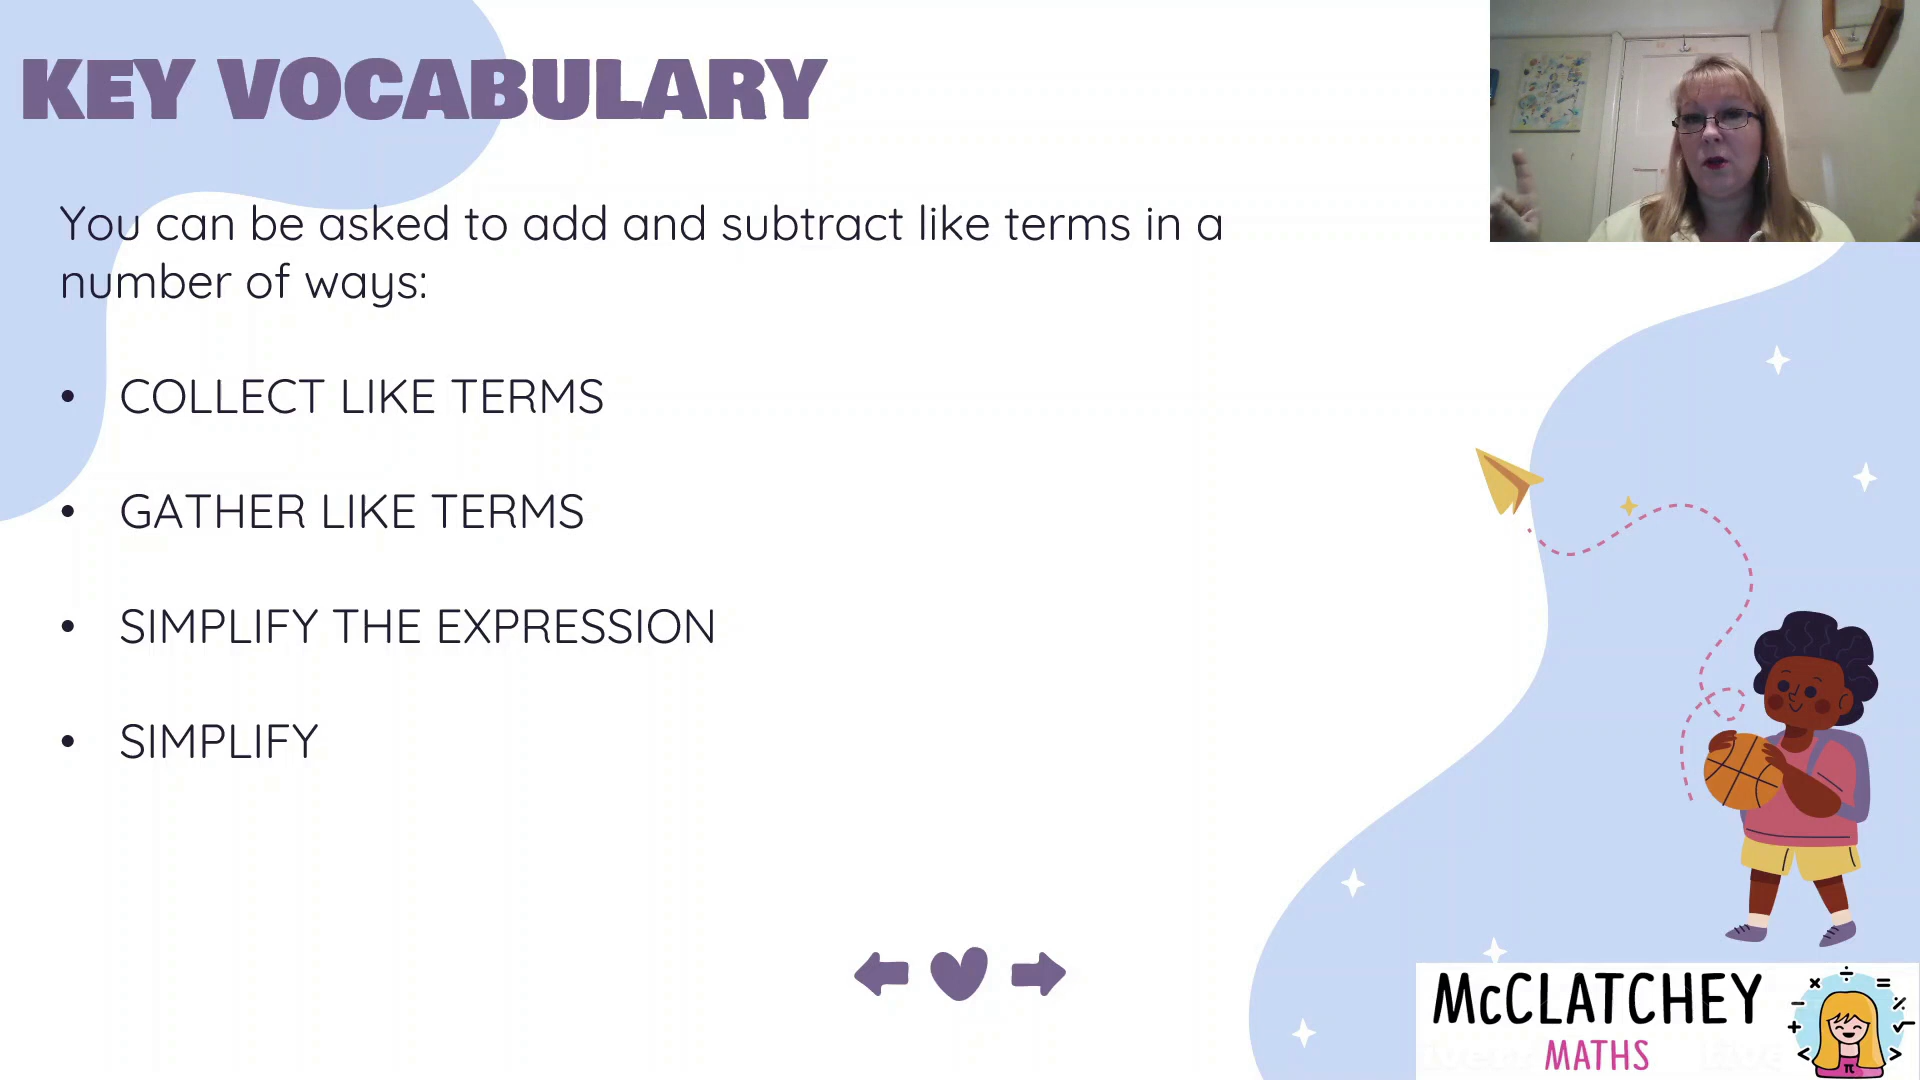 KEY VOCABULARY
You can be asked to add and subtract like terms in a
number of ways:
• COLLECT LIKE TERMS
• GATHER LIKE TERMS
• SIMPLIFY THE EXPRESSION
• SIMPLIFY
McCLATCHEY
MATHS
× ÷ =
− %
+ √
< π >